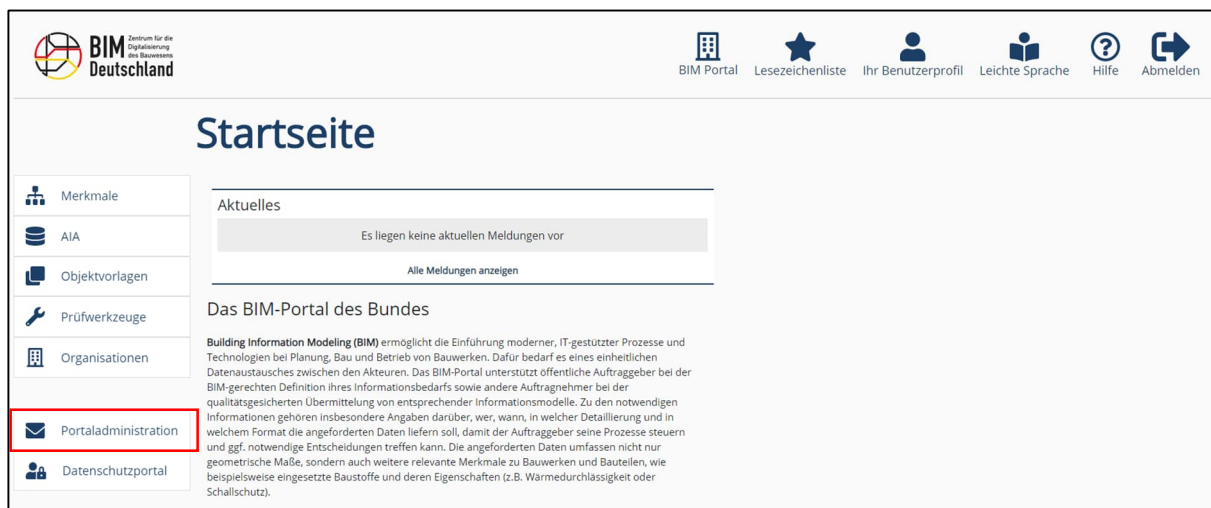 BIM
Zentrum für die
Digitalisierung
des Bauwesens
Deutschland
BIM Portal
Lesezeichenliste
Ihr Benutzerprofil
Leichte Sprache
Hilfe
Abmelden
Startseite
Merkmale
AIA
Objektvorlagen
Prüfwerkzeuge
Organisationen
Portaladministration
Datenschutzportal
Aktuelles
Es liegen keine aktuellen Meldungen vor
Alle Meldungen anzeigen
Das BIM-Portal des Bundes
Building Information Modeling (BIM) ermöglicht die Einführung moderner, IT-gestützter Prozesse und
Technologien bei Planung, Bau und Betrieb von Bauwerken. Dafür bedarf es eines einheitlichen
Datenaustausches zwischen den Akteuren. Das BIM-Portal unterstützt öffentliche Auftraggeber bei der
BIM-gerechten Definition ihres Informationsbedarfs sowie andere Auftragnehmer bei der
qualitätsgesicherten Übermittlung von entsprechender Informationsmodelle. Zu den notwendigen
Informationen gehören insbesondere Angaben darüber, wer, wann, in welcher Detaillierung und in
welchem Format die angeforderten Daten liefern soll, damit der Auftraggeber seine Prozesse steuern
und ggf. notwendige Entscheidungen treffen kann. Die angeforderten Daten umfassen nicht nur
geometrische Maße, sondern auch weitere relevante Merkmale zu Bauwerken und Bauteilen, wie
beispielsweise eingesetzte Baustoffe und deren Eigenschaften (z.B. Wärmedurchlässigkeit oder
Schallschutz).